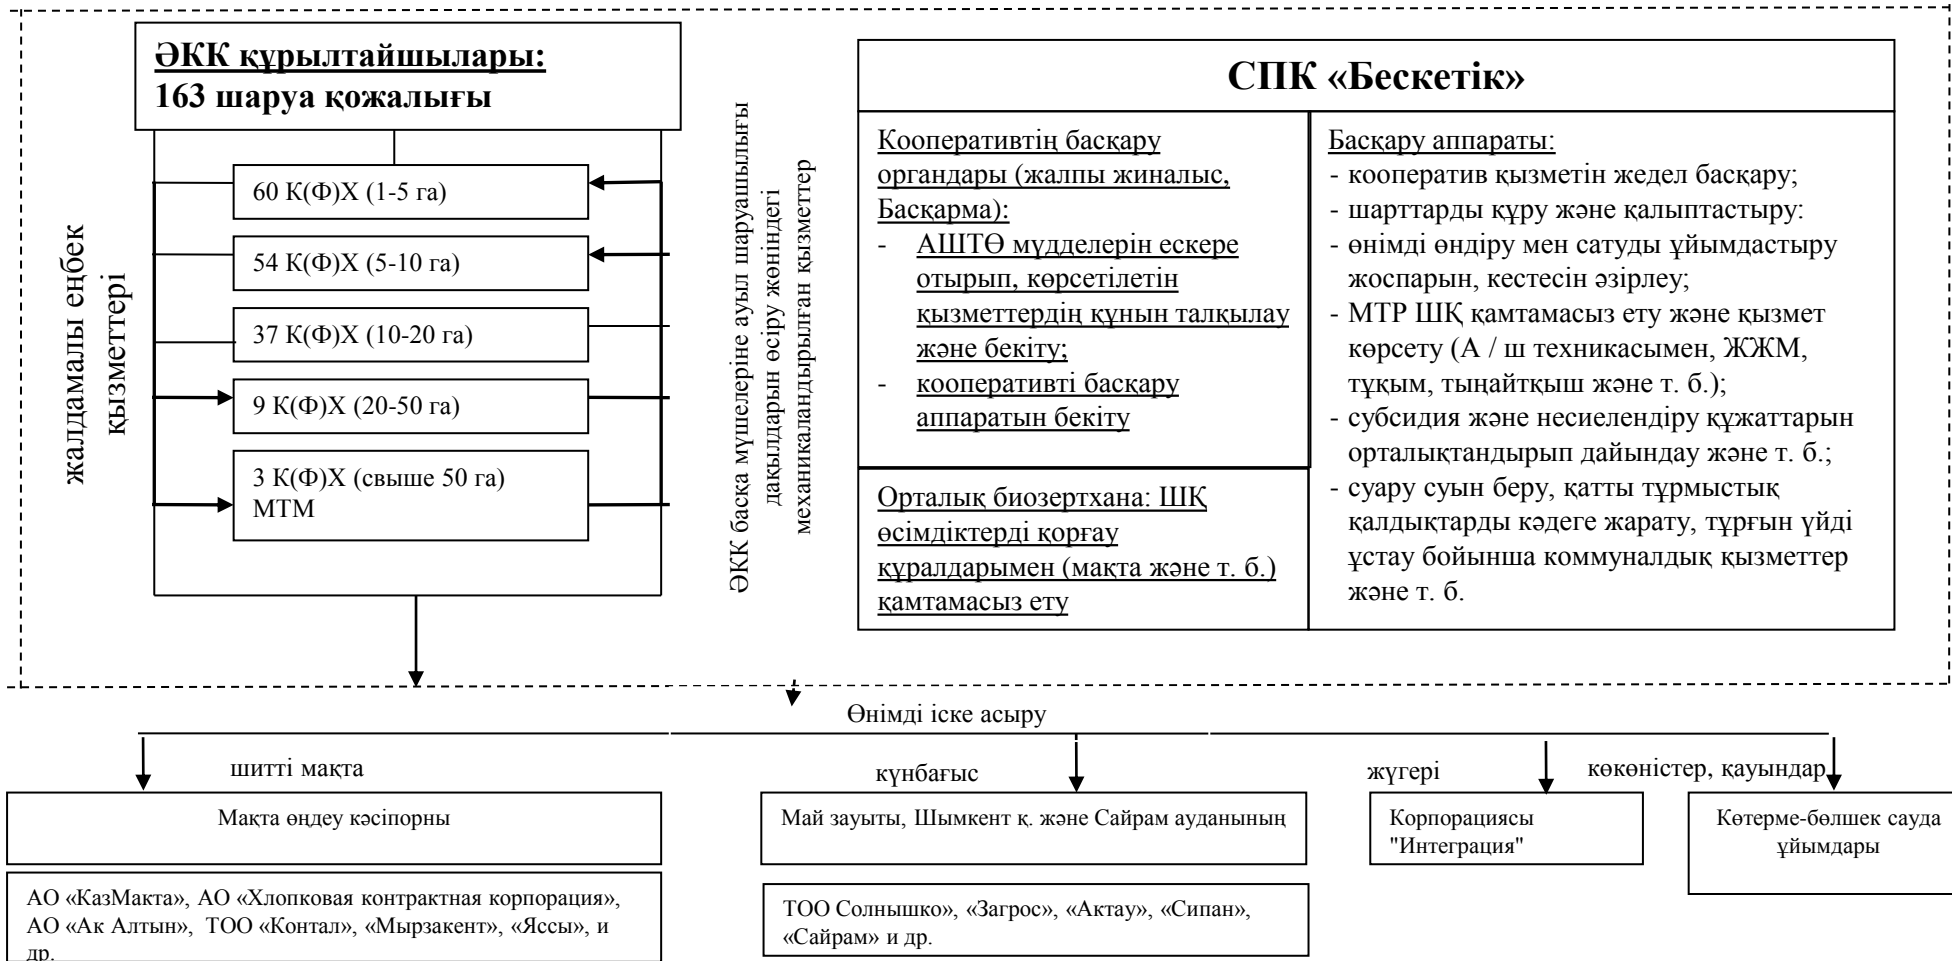 ӘКК құрылтайшылары:
163 шаруа қожалығы
60 К(Ф)Х (1-5 га)
54 К(Ф)Х (5-10 га)
37 К(Ф)Х (10-20 га)
9 К(Ф)Х (20-50 га)
3 К(Ф)Х (свыше 50 га)
МТМ
жалдамалы еңбек
қызметтері
ӘКК басқа мүшелеріне ауыл шаруашылығы
дақылдарын өсіру жөніндегі
механикаландырылған қызметтер
СПК «Бескетік»
Кооперативтің басқару
органдары (жалпы жиналыс,
Басқарма):
- АШТӨ мүдделерін ескере
отырып, көрсетілетін
қызметтердің құнын талқылау
және бекіту;
- кооперативті басқару
аппаратын бекіту
Орталық биозертхана: ШҚ
өсімдіктерді қорғау
құралдарымен (мақта және т. б.)
қамтамасыз ету
Басқару аппараты:
- кооператив қызметін жедел басқару;
- шарттарды құру және қалыптастыру:
- өнімді өндіру мен сатуды ұйымдастыру
жоспарын, кестесін әзірлеу;
- МТР ШҚ қамтамасыз ету және қызмет
көрсету (А / ш техникасымен, ЖЖМ,
тұқым, тыңайтқыш және т. б.);
- субсидия және несиелендіру құжаттарын
орталықтандырып дайындау және т. б.;
- суару суын беру, қатты тұрмыстық
қалдықтарды кәдеге жарату, тұрғын үйді
ұстау бойынша коммуналдық қызметтер
және т. б.
Өнімді іске асыру
шитті мақта
күнбағыс
жүгері
көкөністер, қауындар
Мақта өңдеу кәсіпорны
Май зауыты, Шымкент қ. және Сайрам ауданының
Корпорациясы
"Интеграция"
Көтерме-бөлшек сауда
ұйымдары
АО «КазМакта», АО «Хлопковая контрактная корпорация»,
АО «Ак Алтын», ТОО «Контал», «Мырзакент», «Яссы», и
др.
ТОО Солнышко», «Загрос», «Актау», «Сипан»,
«Сайрам» и др.